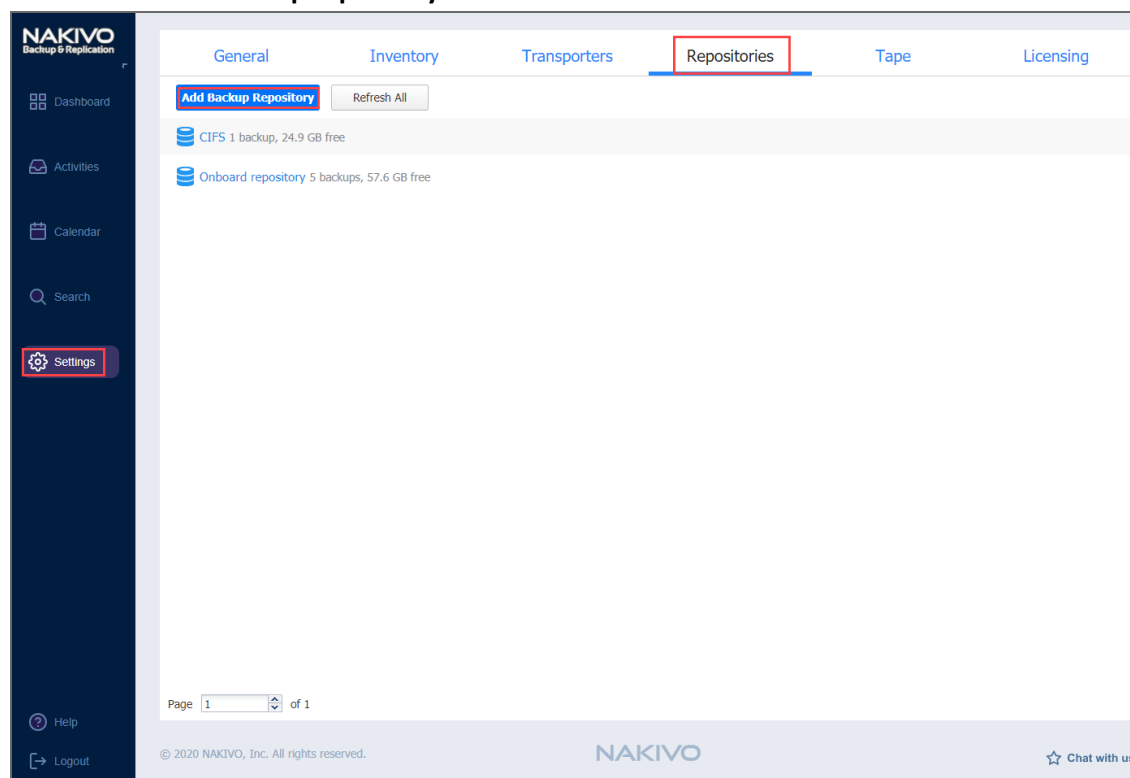 NAKIVO
Backup & Replication
General
Inventory
Transporters
Repositories
Tape
Licensing
Dashboard
Add Backup Repository
Refresh All
CIFS 1 backup, 24.9 GB free
Activities
Onboard repository 5 backups, 57.6 GB free
Calendar
Search
Settings
Page 1 of 1
Help
© 2020 NAKIVO, Inc. All rights reserved.
NAKIVO
Chat with us
Logout